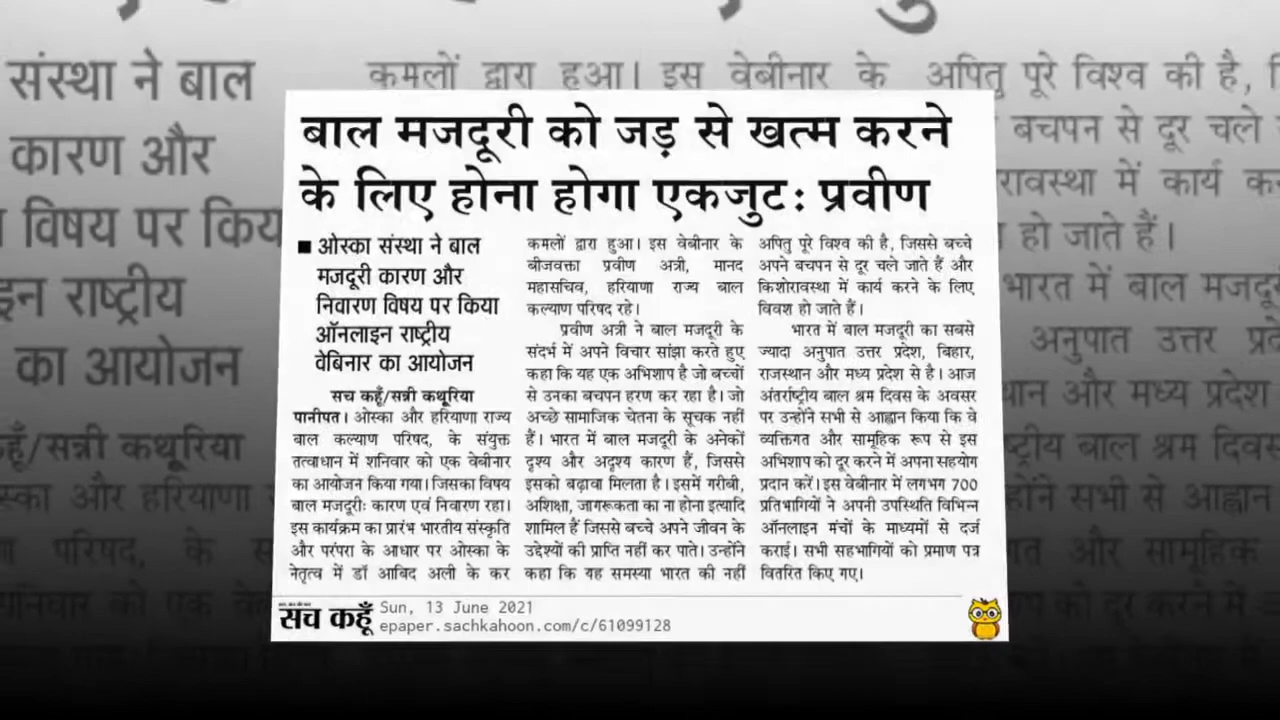 बाल मजदूरी को जड़ से खत्म करने
के लिए होना होगा एकजुटः प्रवीण
■ ओस्का संस्था ने बाल
मजदूरी कारण और
निवारण विषय पर किया
ऑनलाइन राष्ट्रीय
वेबिनार का आयोजन
सच कहूँ/सन्नी कथूरिया
पानीपत। ओस्का और हरियाणा राज्य
बाल कल्याण परिषद, के संयुक्त
तत्वाधान में शनिवार को एक वेबीनार
का आयोजन किया गया। जिसका विषय
बाल मजदूरीः कारण एवं निवारण रहा।
इस कार्यक्रम का प्रारंभ भारतीय संस्कृति
और परंपरा के आधार पर ओस्का के
नेतृत्व में डॉ आबिद अली के कर
कमलों द्वारा हुआ। इस वेबीनार के
बीजवक्ता प्रवीण अत्री, मानद
महासचिव, हरियाणा राज्य बाल
कल्याण परिषद रहे।
प्रवीण अत्री ने बाल मजदूरी के
संदर्भ में अपने विचार सांझा करते हुए
कहा कि यह एक अभिशाप है जो बच्चों
से उनका बचपन हरण कर रहा है। जो
अच्छे सामाजिक चेतना के सूचक नहीं
हैं। भारत में बाल मजदूरी के अनेकों
दृश्य और अदृश्य कारण हैं, जिससे
इसको बढ़ावा मिलता है। इसमें गरीबी,
अशिक्षा, जागरूकता का ना होना इत्यादि
शामिल हैं जिससे बच्चे अपने जीवन के
उद्देश्यों की प्राप्ति नहीं कर पाते। उन्होंने
कहा कि यह समस्या भारत की नहीं
अपितु पूरे विश्व की है, जिससे बच्चे
अपने बचपन से दूर चले जाते हैं और
किशोरावस्था में कार्य करने के लिए
विवश हो जाते हैं।
भारत में बाल मजदूरी का सबसे
ज्यादा अनुपात उत्तर प्रदेश, बिहार,
राजस्थान और मध्य प्रदेश से है। आज
अंतर्राष्ट्रीय बाल श्रम दिवस के अवसर
पर उन्होंने सभी से आह्वान किया कि वे
व्यक्तिगत और सामूहिक रूप से इस
अभिशाप को दूर करने में अपना सहयोग
प्रदान करें। इस वेबीनार में लगभग 700
प्रतिभागियों ने अपनी उपस्थिति विभिन्न
ऑनलाइन मंचों के माध्यमों से दर्ज
कराई। सभी सहभागियों को प्रमाण पत्र
वितरित किए गए।
सच कहूँ
Sun, 13 June 2021
epaper.sachkahoon.com/c/61099128